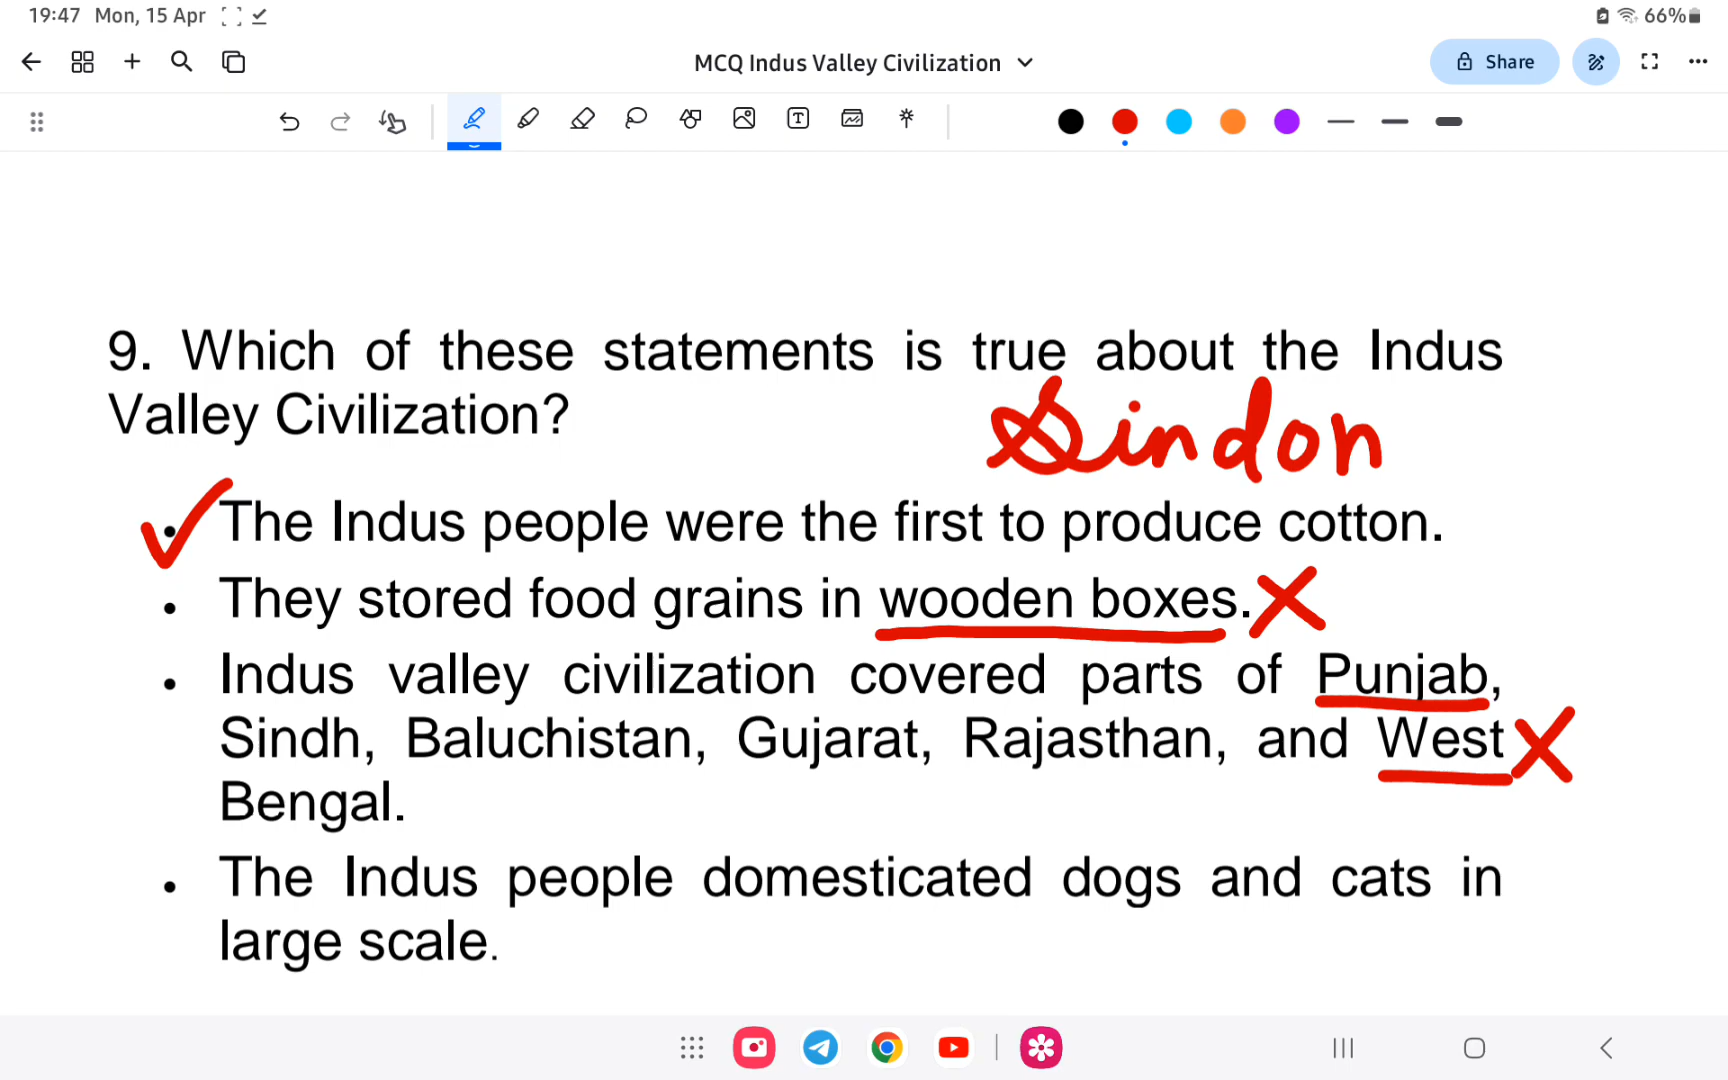 19:47 Mon, 15 Apr
66%
MCQ Indus Valley Civilization
Share
9. Which of these statements is true about the Indus
Valley Civilization?
Sindon
• The Indus people were the first to produce cotton.
• They stored food grains in wooden boxes.
• Indus valley civilization covered parts of Punjab,
Sindh, Baluchistan, Gujarat, Rajasthan, and West
Bengal.
• The Indus people domesticated dogs and cats in
large scale.